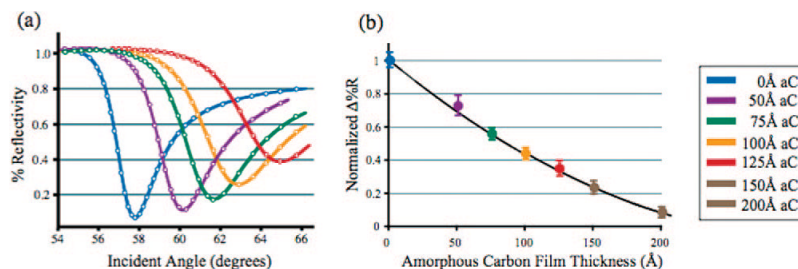 (a)
% Reflectivity
1.0
0.8
0.6
0.4
0.2
54 56 58 60 62 64 66
Incident Angle (degrees)
(b)
Normalized Δ%R
1
0.8
0.6
0.4
0.2
0
0 50 100 150 200
Amorphous Carbon Film Thickness (Å)
0Å aC
50Å aC
75Å aC
100Å aC
125Å aC
150Å aC
200Å aC